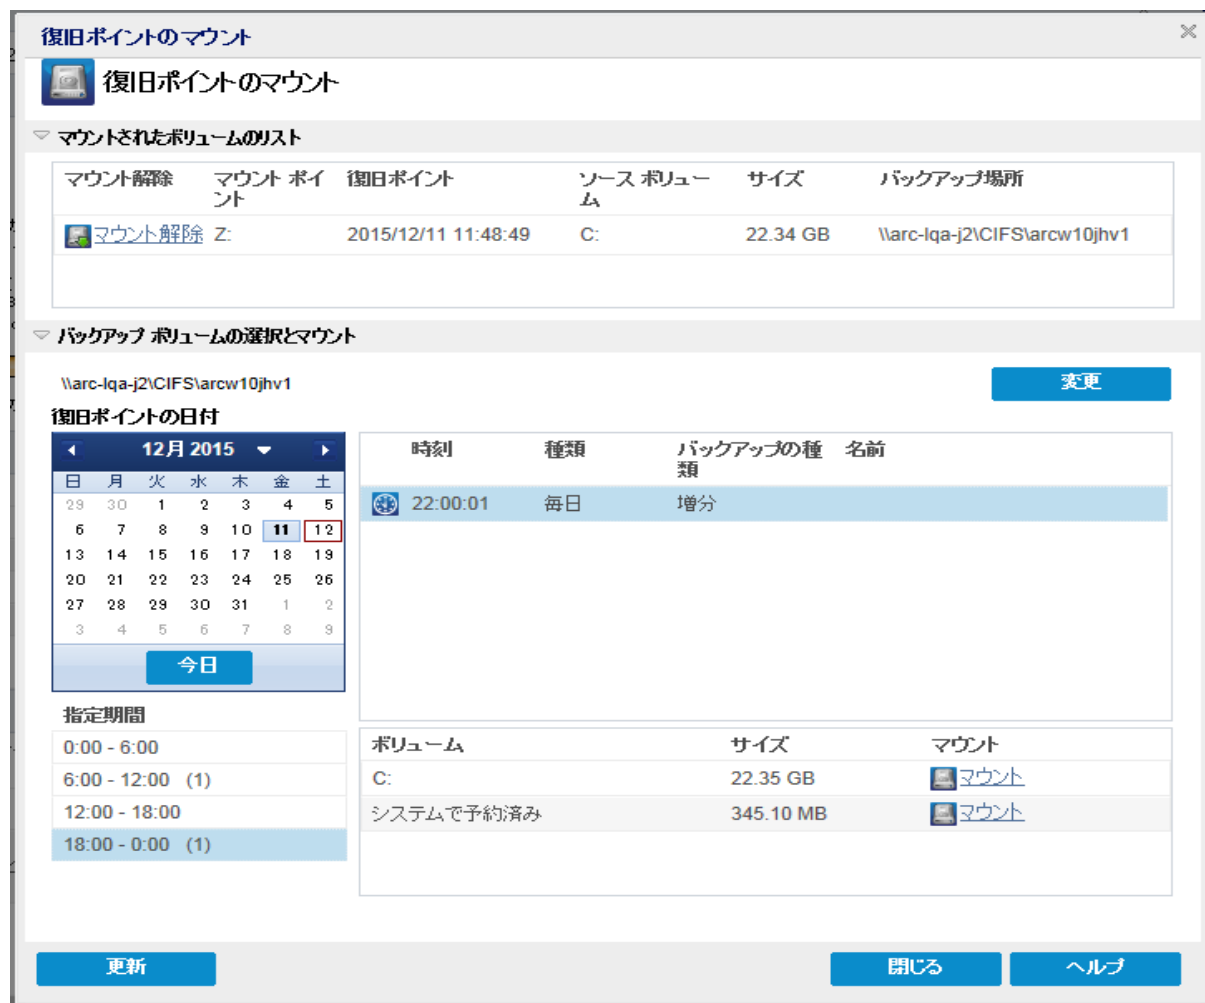 復旧ポイントのマウント
復旧ポイントのマウント
マウントされたボリュームのリスト
マウント解除 マウント ポイ 復旧ポイント ソース ボリュー サイズ バックアップ場所
ント ム
マウント解除 Z: 2015/12/11 11:48:49 C: 22.34 GB \\arc-lqa-j2\CIFS\arcw10jhv1
バックアップ ボリュームの選択とマウント
\\arc-lqa-j2\CIFS\arcw10jhv1 変更
復旧ポイントの日付
12月 2015
日 月 火 水 木 金 土
29 30 1 2 3 4 5
6 7 8 9 10 11 12
13 14 15 16 17 18 19
20 21 22 23 24 25 26
27 28 29 30 31 1 2
3 4 5 6 7 8 9
今日
時刻 種類 バックアップの種 名前
類
22:00:01 毎日 増分
指定期間
0:00 - 6:00
6:00 - 12:00 (1)
12:00 - 18:00
18:00 - 0:00 (1)
ボリューム サイズ マウント
C: 22.35 GB マウント
システムで予約済み 345.10 MB マウント
更新 閉じる ヘルプ